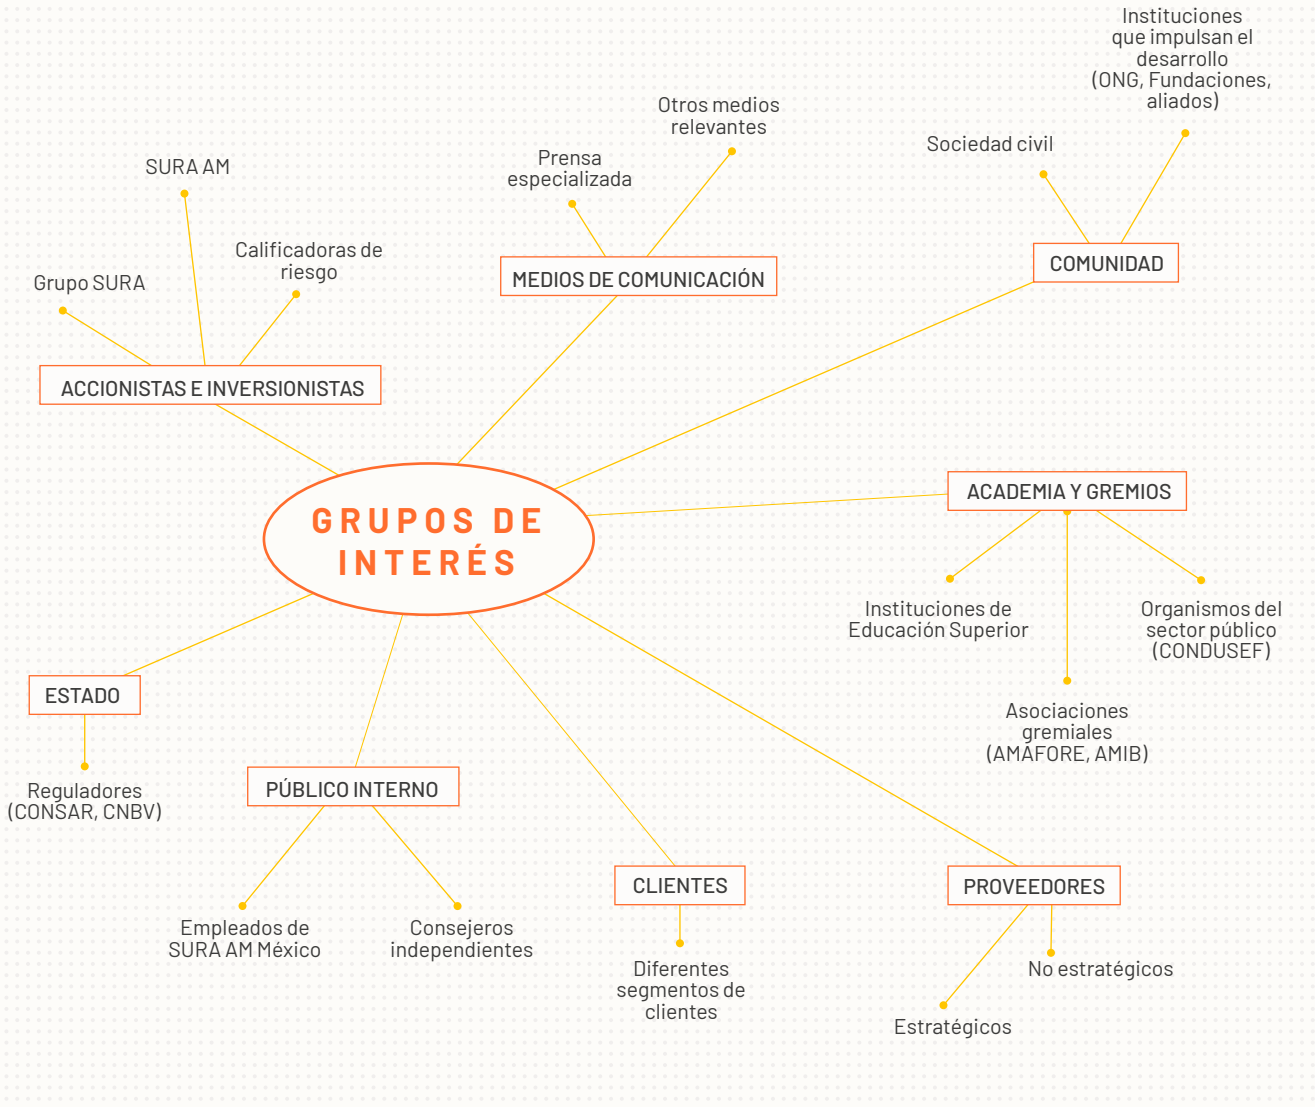 Instituciones
que impulsan el
desarrollo
(ONG, Fundaciones,
aliados)
Otros medios
relevantes
Sociedad civil
Prensa
especializada
SURA AM
Calificadoras de
riesgo
Grupo SURA
COMUNIDAD
MEDIOS DE COMUNICACIÓN
ACCIONISTAS E INVERSIONISTAS
GRUPOS DE
INTERÉS
ACADEMIA Y GREMIOS
Instituciones de
Educación Superior
Organismos del
sector público
(CONDUSEF)
Asociaciones
gremiales
(AMAFORE, AMIB)
ESTADO
Reguladores
(CONSAR, CNBV)
PÚBLICO INTERNO
Empleados de
SURA AM México
Consejeros
independientes
CLIENTES
Diferentes
segmentos de
clientes
PROVEEDORES
No estratégicos
Estratégicos